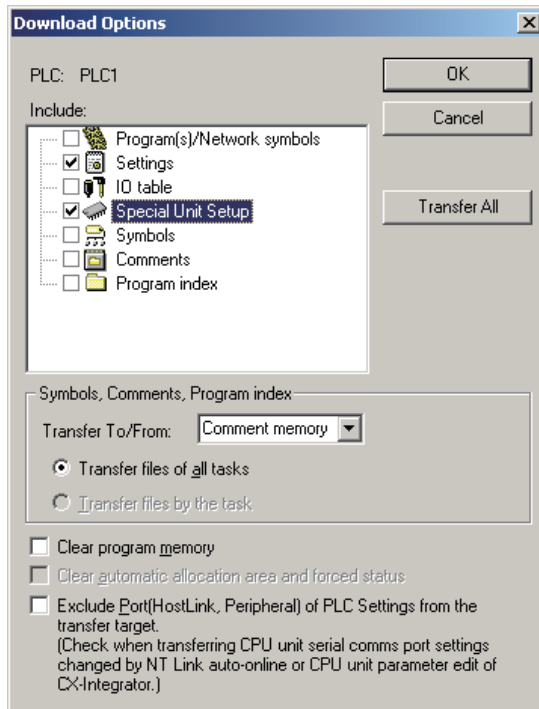 Download Options
PLC: PLC1
OK
Include:
Cancel
Program(s)/Network symbols
Settings
IO table
Special Unit Setup
Transfer All
Symbols
Comments
Program index
Symbols, Comments, Program index
Transfer To/From: Comment memory
Transfer files of all tasks
Transfer files by the task
Clear program memory
Clear automatic allocation area and forced status
Exclude Port(HostLink, Peripheral) of PLC Settings from the
transfer target.
(Check when transferring CPU unit serial comms port settings
changed by NT Link auto-online or CPU unit parameter edit of
CX-Integrator.)